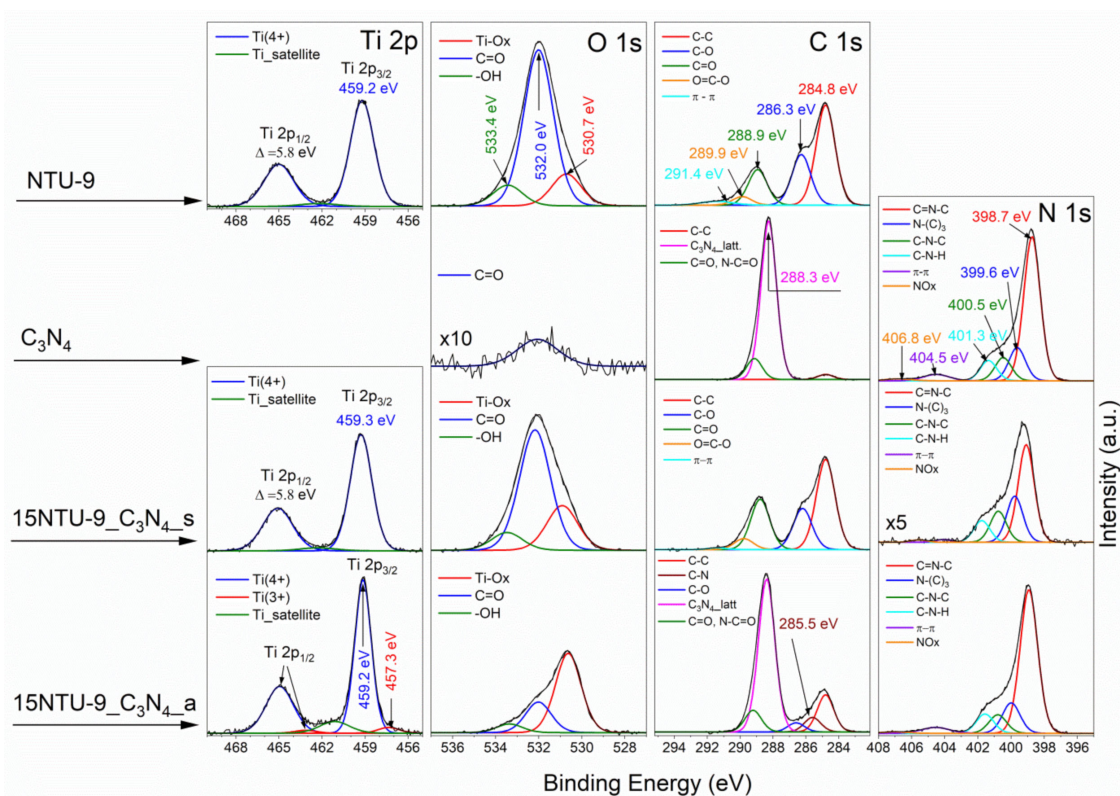 Ti(4+)
Ti_satellite
Ti 2p
Ti 2p3/2
459.2 eV
Ti 2p1/2
Δ =5.8 eV
468 465 462 459 456
NTU-9
Ti-Ox
C=O
-OH
O 1s
533.4 eV
532.0 eV
530.7 eV
C-C
C-O
C=O
O=C-O
π - π
C 1s
284.8 eV
286.3 eV
288.9 eV
289.9 eV
291.4 eV
C3N4
C=O
x10
C-C
C3N4_latt.
C=O, N-C=O
288.3 eV
N 1s
C=N-C
N-(C)3
C-N-C
C-N-H
π-π
NOx
398.7 eV
399.6 eV
400.5 eV
401.3 eV
406.8 eV
404.5 eV
15NTU-9_C3N4_s
Ti(4+)
Ti_satellite
Ti 2p3/2
459.3 eV
Ti 2p1/2
Δ =5.8 eV
Ti-Ox
C=O
-OH
C-C
C-O
C=O
O=C-O
π−π
C=N-C
N-(C)3
C-N-C
C-N-H
π−π
NOx
x5
15NTU-9_C3N4_a
Ti(4+)
Ti(3+)
Ti_satellite
Ti 2p3/2
Ti 2p1/2
459.2 eV
457.3 eV
468 465 462 459 456
Ti-Ox
C=O
-OH
536 534 532 530 528
C-C
C-N
C-O
C3N4_latt
C=O, N-C=O
285.5 eV
294 292 290 288 286 284 282
C=N-C
N-(C)3
C-N-C
C-N-H
π−π
NOx
408 406 404 402 400 398 396
Intensity (a.u.)
Binding Energy (eV)